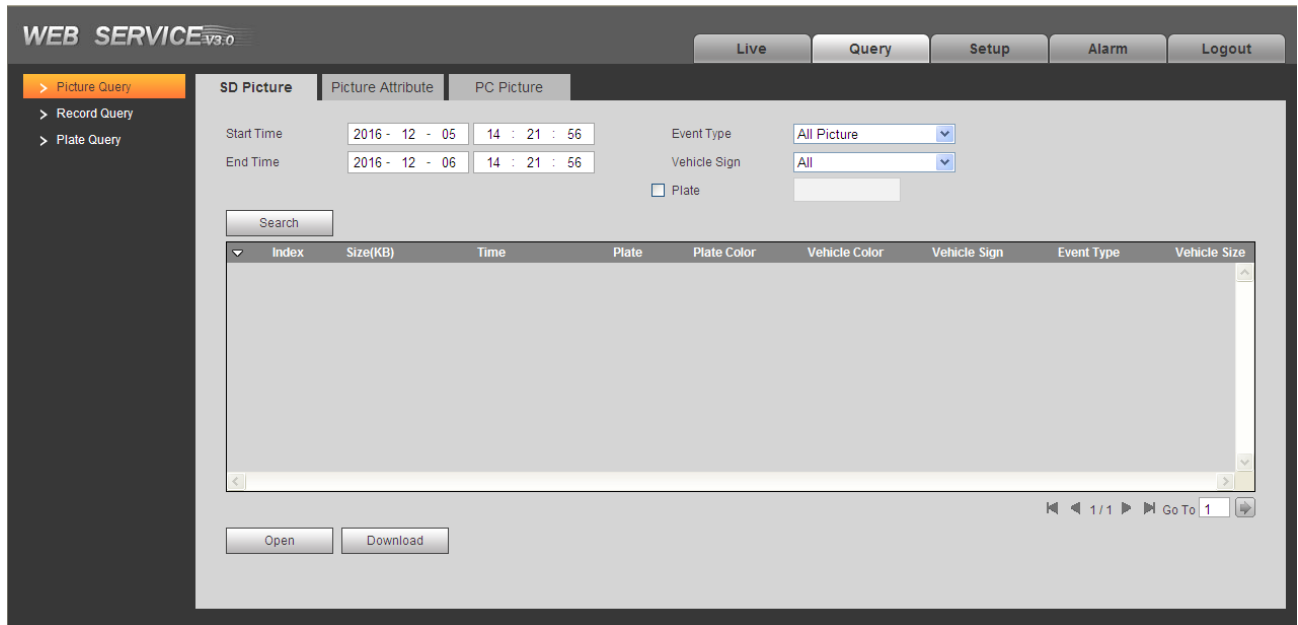 WEB SERVICE V3.0
Live Query Setup Alarm Logout
> Picture Query
> Record Query
> Plate Query
SD Picture Picture Attribute PC Picture
Start Time 2016 - 12 - 05 14 : 21 : 56 Event Type All Picture
End Time 2016 - 12 - 06 14 : 21 : 56 Vehicle Sign All
Plate
Search
Index Size(KB) Time Plate Plate Color Vehicle Color Vehicle Sign Event Type Vehicle Size
1/1 Go To 1
Open Download